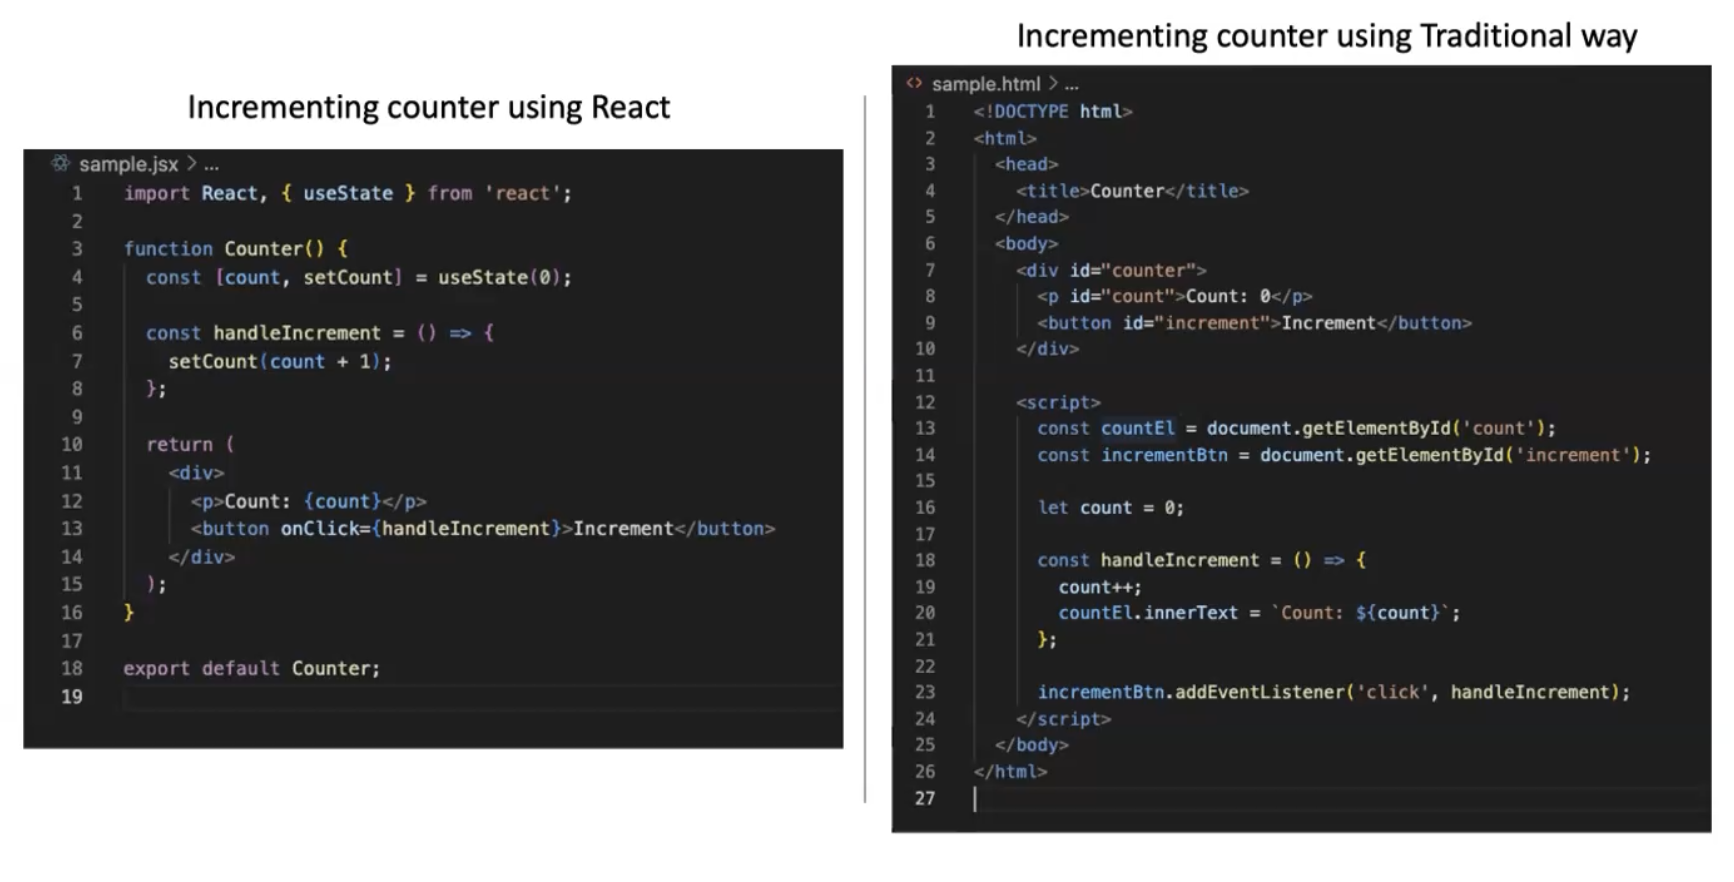 Incrementing counter using React
sample.jsx > ...
1 import React, { useState } from 'react';
2
3 function Counter() {
4   const [count, setCount] = useState(0);
5
6   const handleIncrement = () => {
7     setCount(count + 1);
8   };
9
10   return (
11     <div>
12       <p>Count: {count}</p>
13       <button onClick={handleIncrement}>Increment</button>
14     </div>
15   );
16 }
17
18 export default Counter;
19
Incrementing counter using Traditional way
<> sample.html > ...
1 <!DOCTYPE html>
2 <html>
3   <head>
4     <title>Counter</title>
5   </head>
6   <body>
7     <div id="counter">
8       <p id="count">Count: 0</p>
9       <button id="increment">Increment</button>
10     </div>
11
12     <script>
13       const countEl = document.getElementById('count');
14       const incrementBtn = document.getElementById('increment');
15
16       let count = 0;
17
18       const handleIncrement = () => {
19         count++;
20         countEl.innerText = `Count: ${count}`;
21       };
22
23       incrementBtn.addEventListener('click', handleIncrement);
24     </script>
25   </body>
26 </html>
27